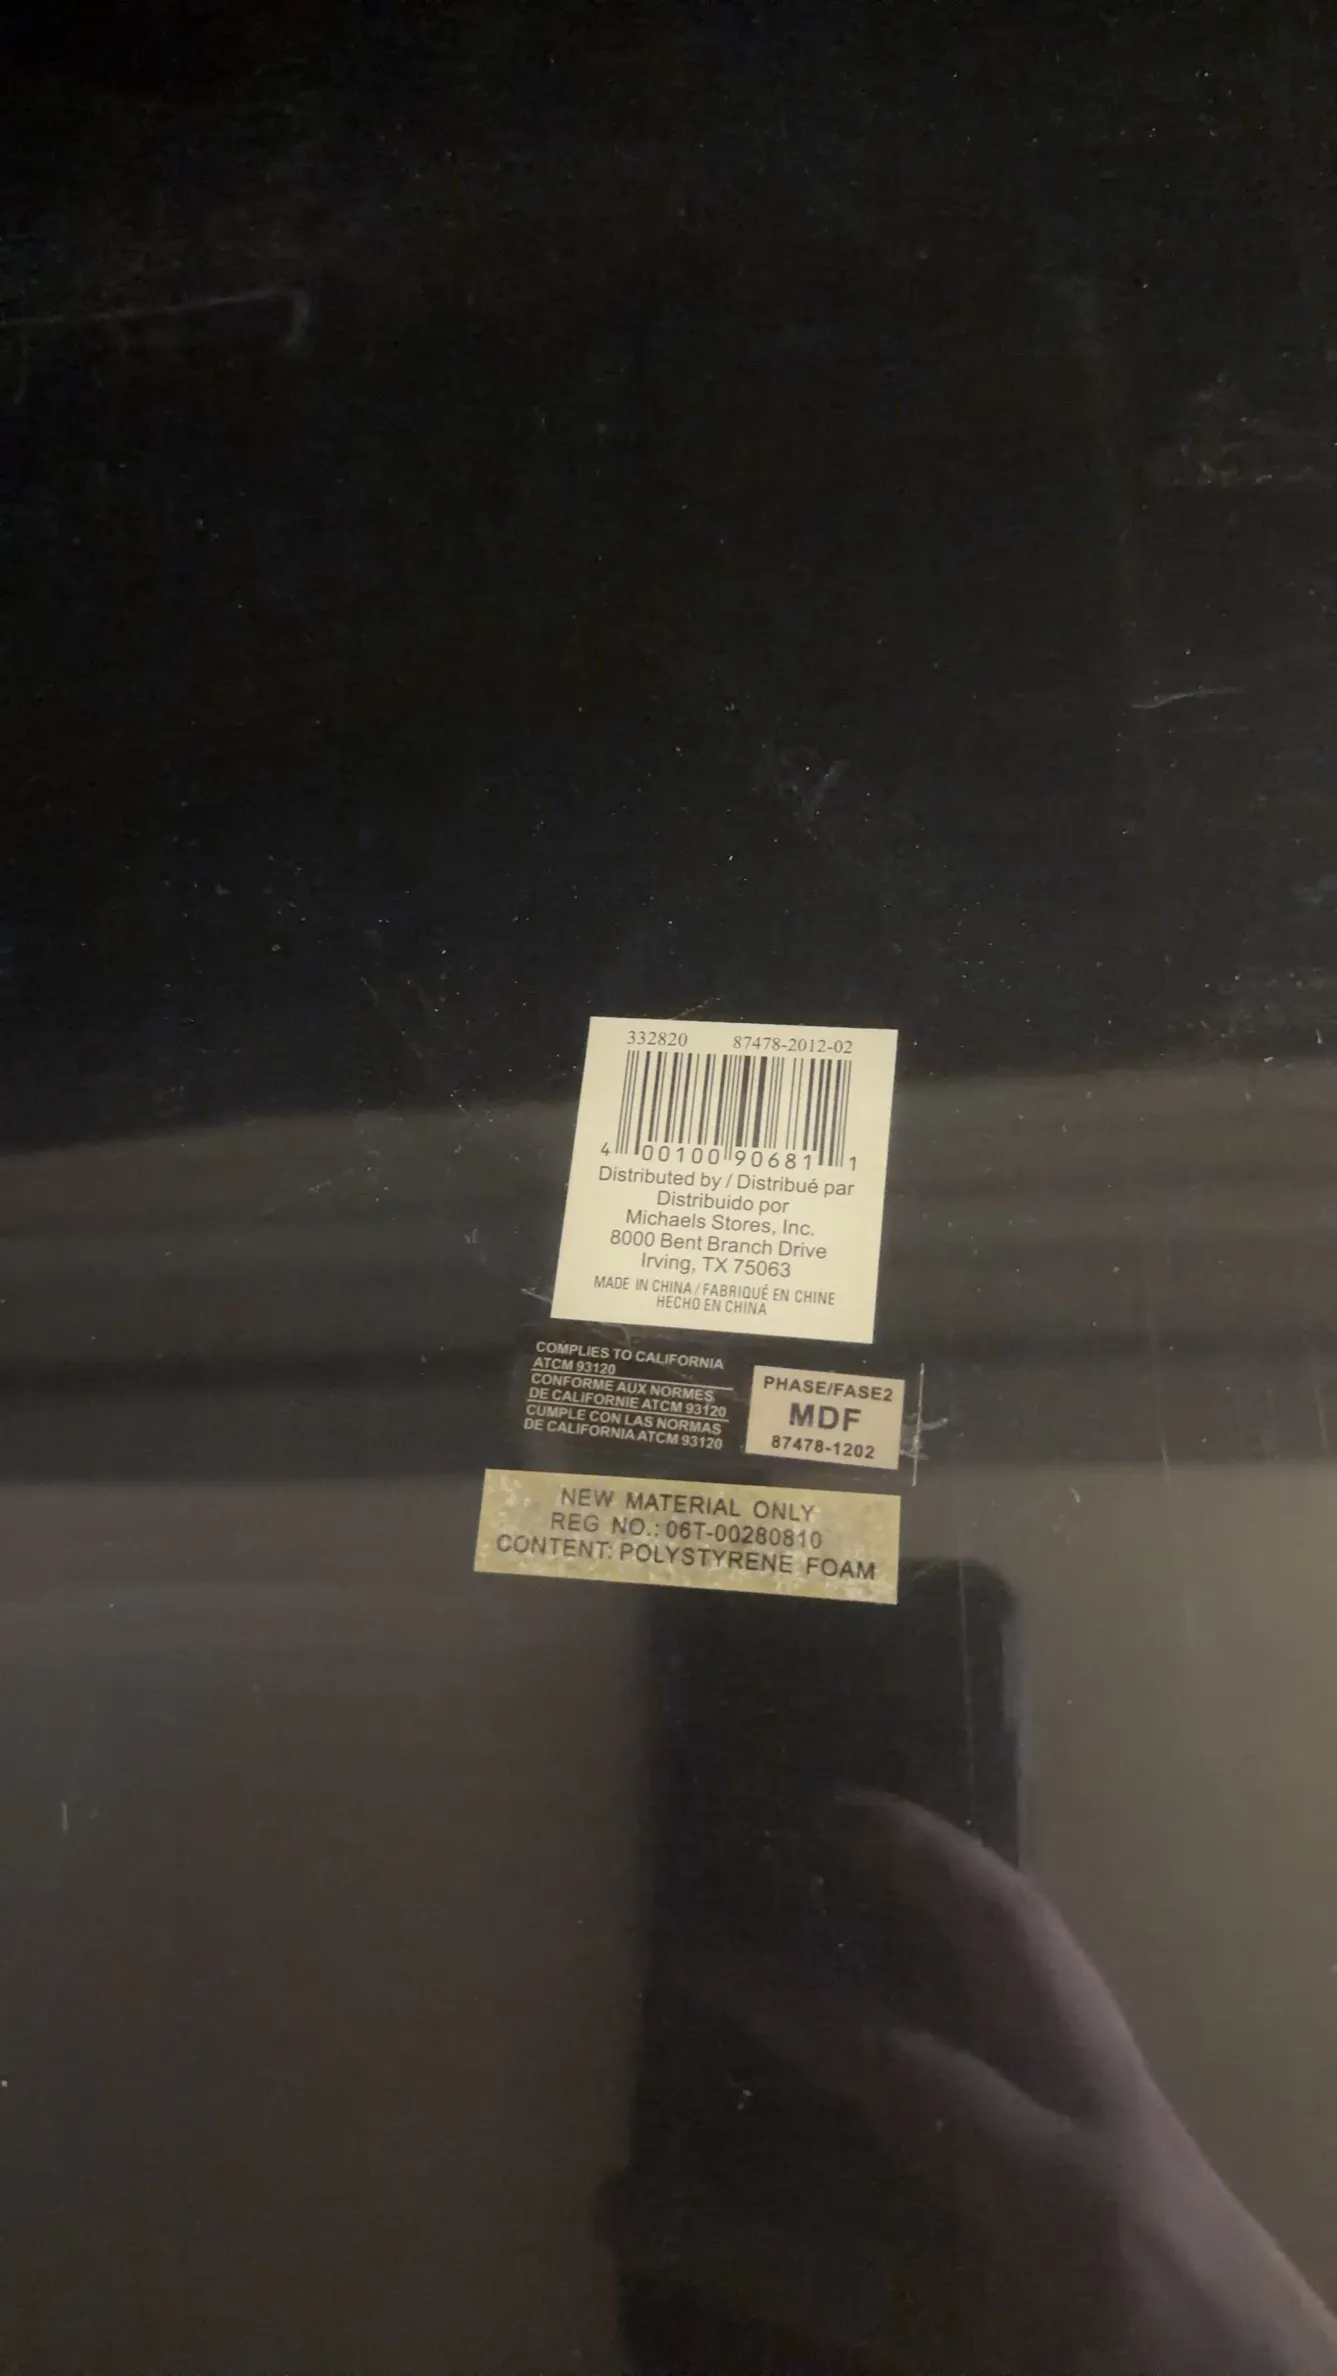 332820 87478-2012-02
4 00100 90681 1
Distributed by / Distribué par
Distribuido por
Michaels Stores, Inc.
8000 Bent Branch Drive
Irving, TX 75063
MADE IN CHINA / FABRIQUÉ EN CHINE
HECHO EN CHINA
COMPLIES TO CALIFORNIA
ATCM 93120
CONFORME AUX NORMES
DE CALIFORNIE ATCM 93120
CUMPLE CON LAS NORMAS
DE CALIFORNIA ATCM 93120
PHASE/FASE2
MDF
87478-1202
NEW MATERIAL ONLY
REG NO.: 06T-00280810
CONTENT: POLYSTYRENE FOAM